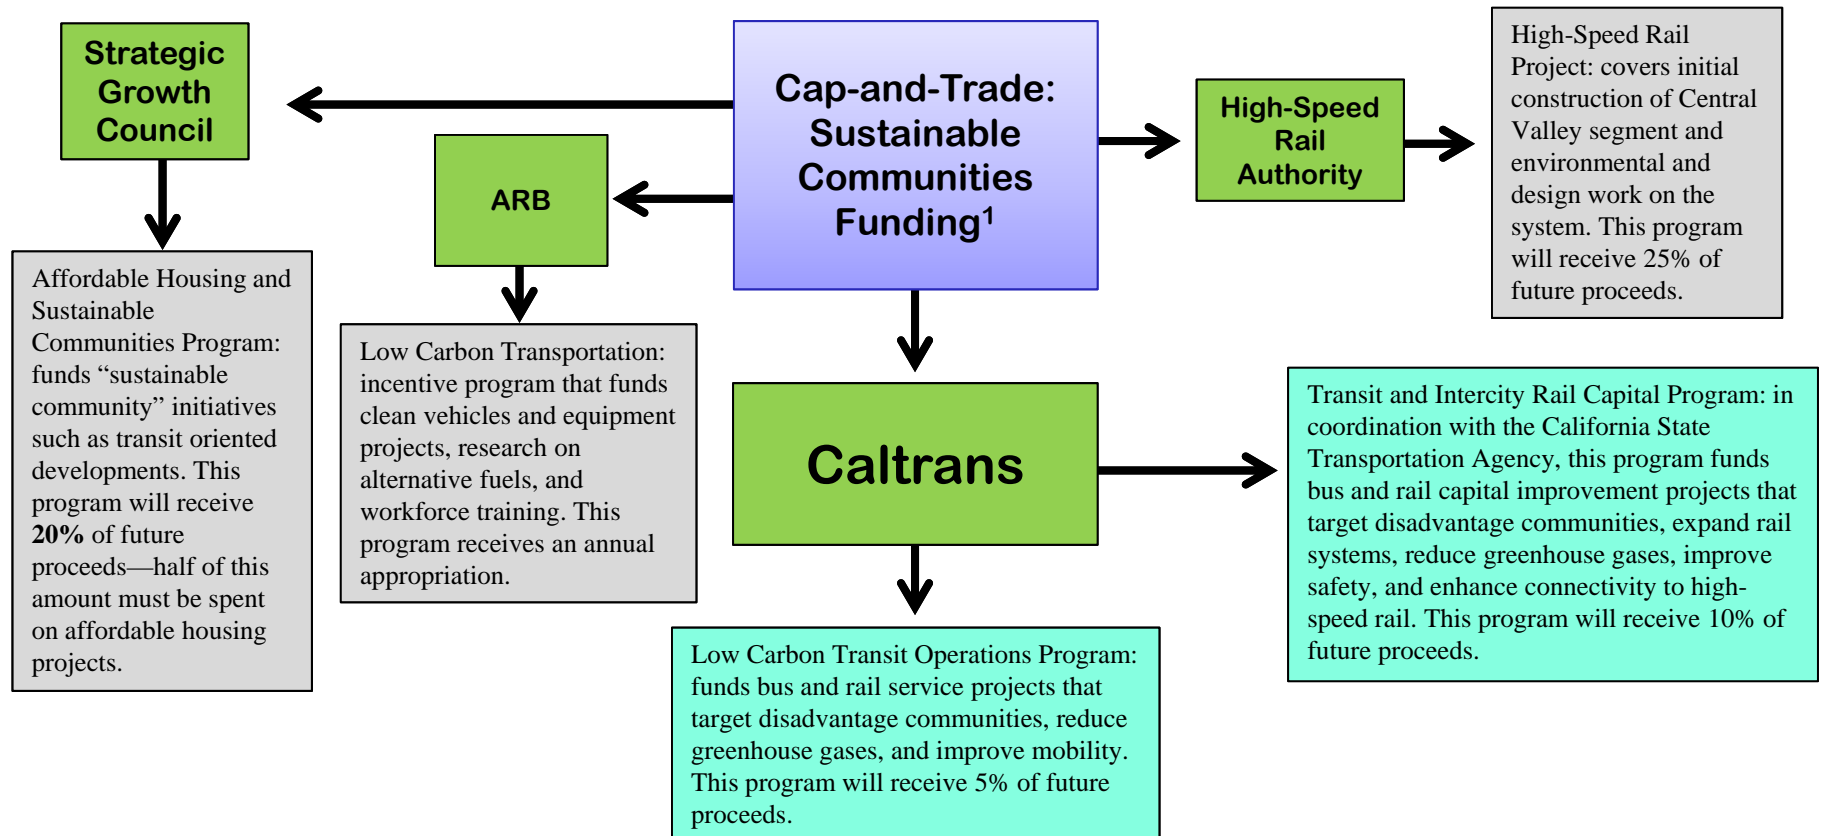 Strategic
Growth
Council
Cap-and-Trade:
Sustainable
Communities
Funding1
High-Speed
Rail
Authority
High-Speed Rail
Project: covers initial
construction of Central
Valley segment and
environmental and
design work on the
system. This program
will receive 25% of
future proceeds.
ARB
Affordable Housing and
Sustainable
Communities Program:
funds “sustainable
community” initiatives
such as transit oriented
developments. This
program will receive
20% of future
proceeds—half of this
amount must be spent
on affordable housing
projects.
Low Carbon Transportation:
incentive program that funds
clean vehicles and equipment
projects, research on
alternative fuels, and
workforce training. This
program receives an annual
appropriation.
Caltrans
Transit and Intercity Rail Capital Program: in
coordination with the California State
Transportation Agency, this program funds
bus and rail capital improvement projects that
target disadvantage communities, expand rail
systems, reduce greenhouse gases, improve
safety, and enhance connectivity to high-
speed rail. This program will receive 10% of
future proceeds.
Low Carbon Transit Operations Program:
funds bus and rail service projects that
target disadvantage communities, reduce
greenhouse gases, and improve mobility.
This program will receive 5% of future
proceeds.